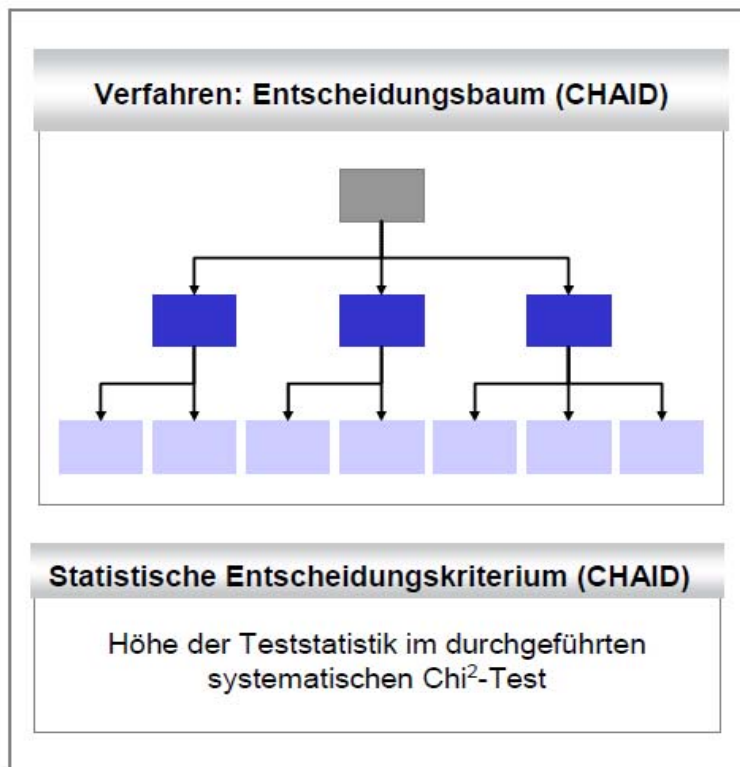 Verfahren: Entscheidungsbaum (CHAID)
Statistische Entscheidungskriterium (CHAID)
Höhe der Teststatistik im durchgeführten
systematischen Chi²-Test